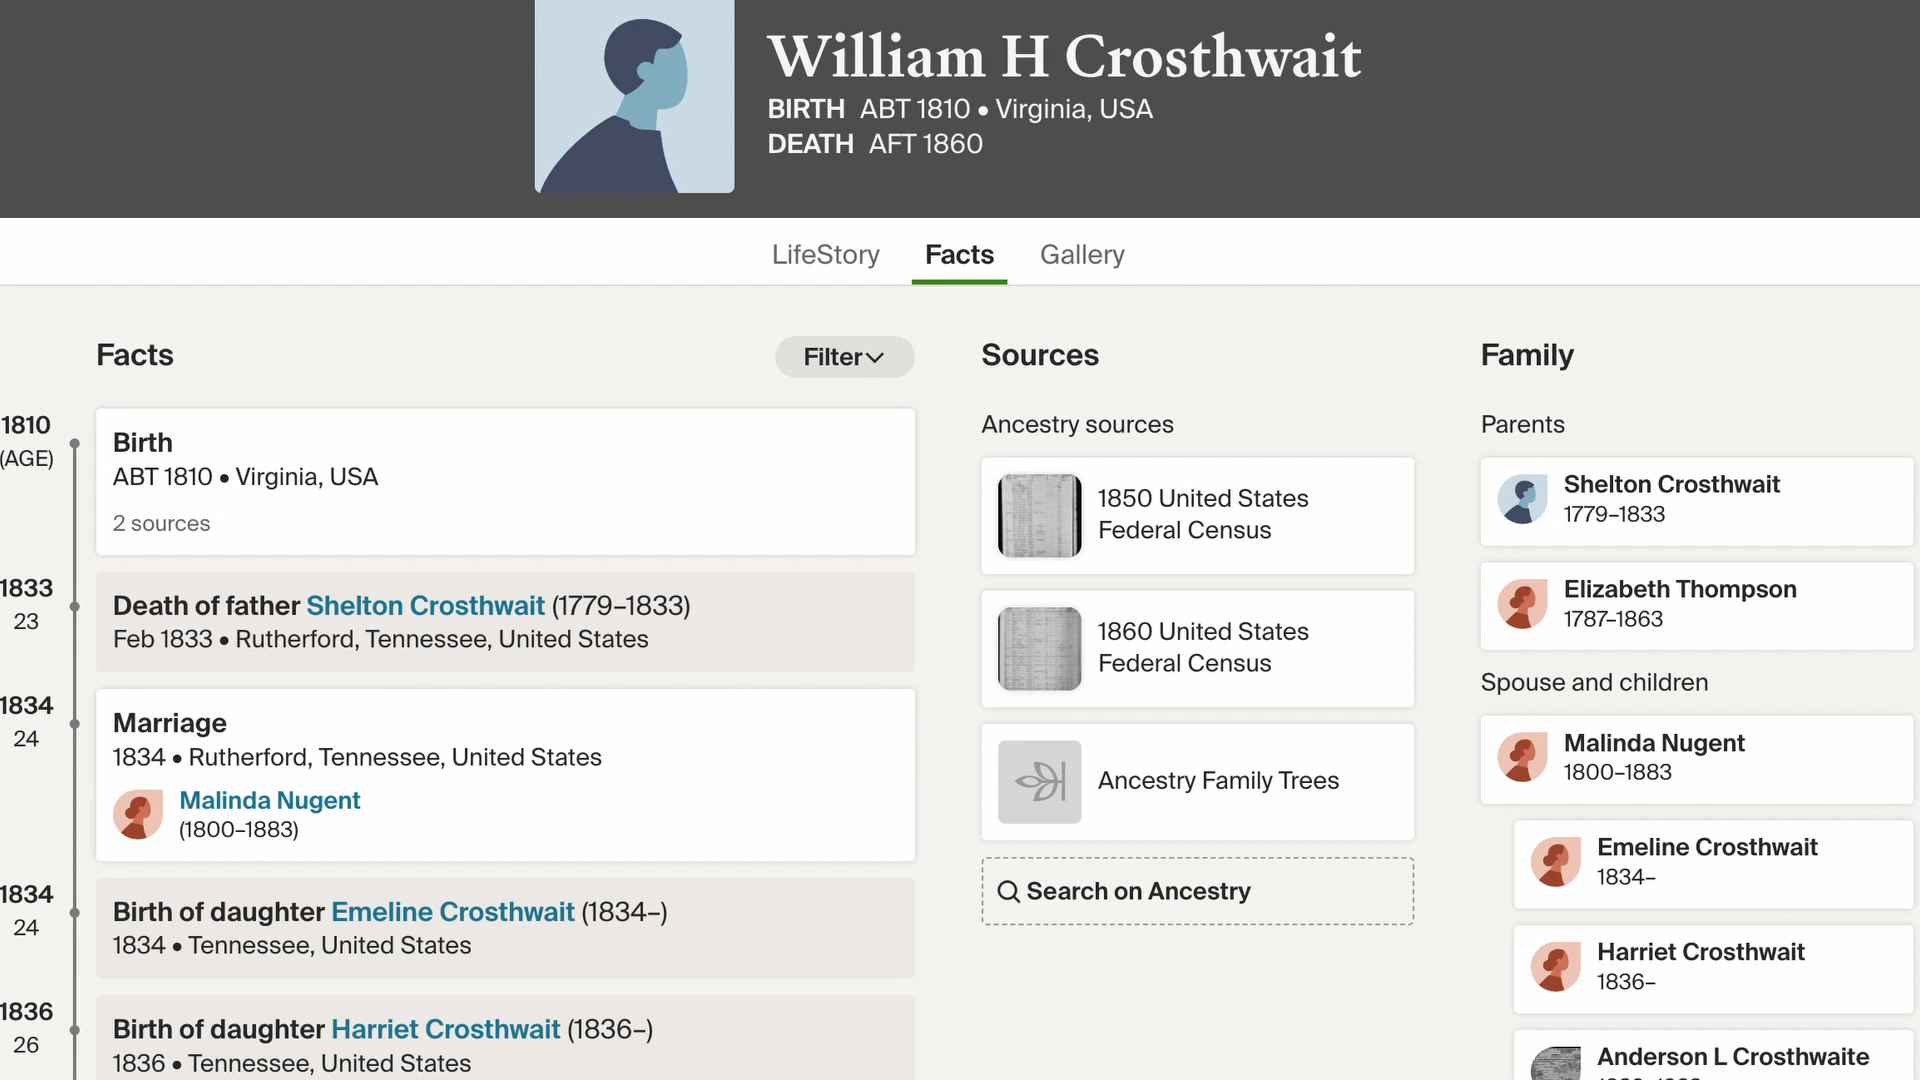 William H Crosthwait
BIRTH ABT 1810 • Virginia, USA
DEATH AFT 1860
LifeStory Facts Gallery
Facts
Filter
1810
(AGE)
Birth
ABT 1810 • Virginia, USA
2 sources
1833
23
Death of father Shelton Crosthwait (1779–1833)
Feb 1833 • Rutherford, Tennessee, United States
1834
24
Marriage
1834 • Rutherford, Tennessee, United States
Malinda Nugent
(1800–1883)
1834
24
Birth of daughter Emeline Crosthwait (1834–)
1834 • Tennessee, United States
1836
26
Birth of daughter Harriet Crosthwait (1836–)
1836 • Tennessee, United States
Sources
Ancestry sources
1850 United States
Federal Census
1860 United States
Federal Census
Ancestry Family Trees
Search on Ancestry
Family
Parents
Shelton Crosthwait
1779–1833
Elizabeth Thompson
1787–1863
Spouse and children
Malinda Nugent
1800–1883
Emeline Crosthwait
1834–
Harriet Crosthwait
1836–
Anderson L Crosthwaite